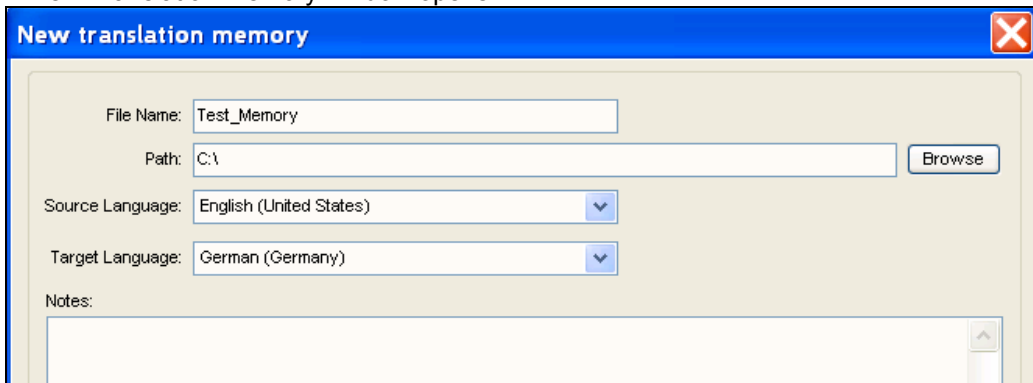 New translation memory
File Name: Test_Memory
Path: C:\ Browse
Source Language: English (United States)
Target Language: German (Germany)
Notes: